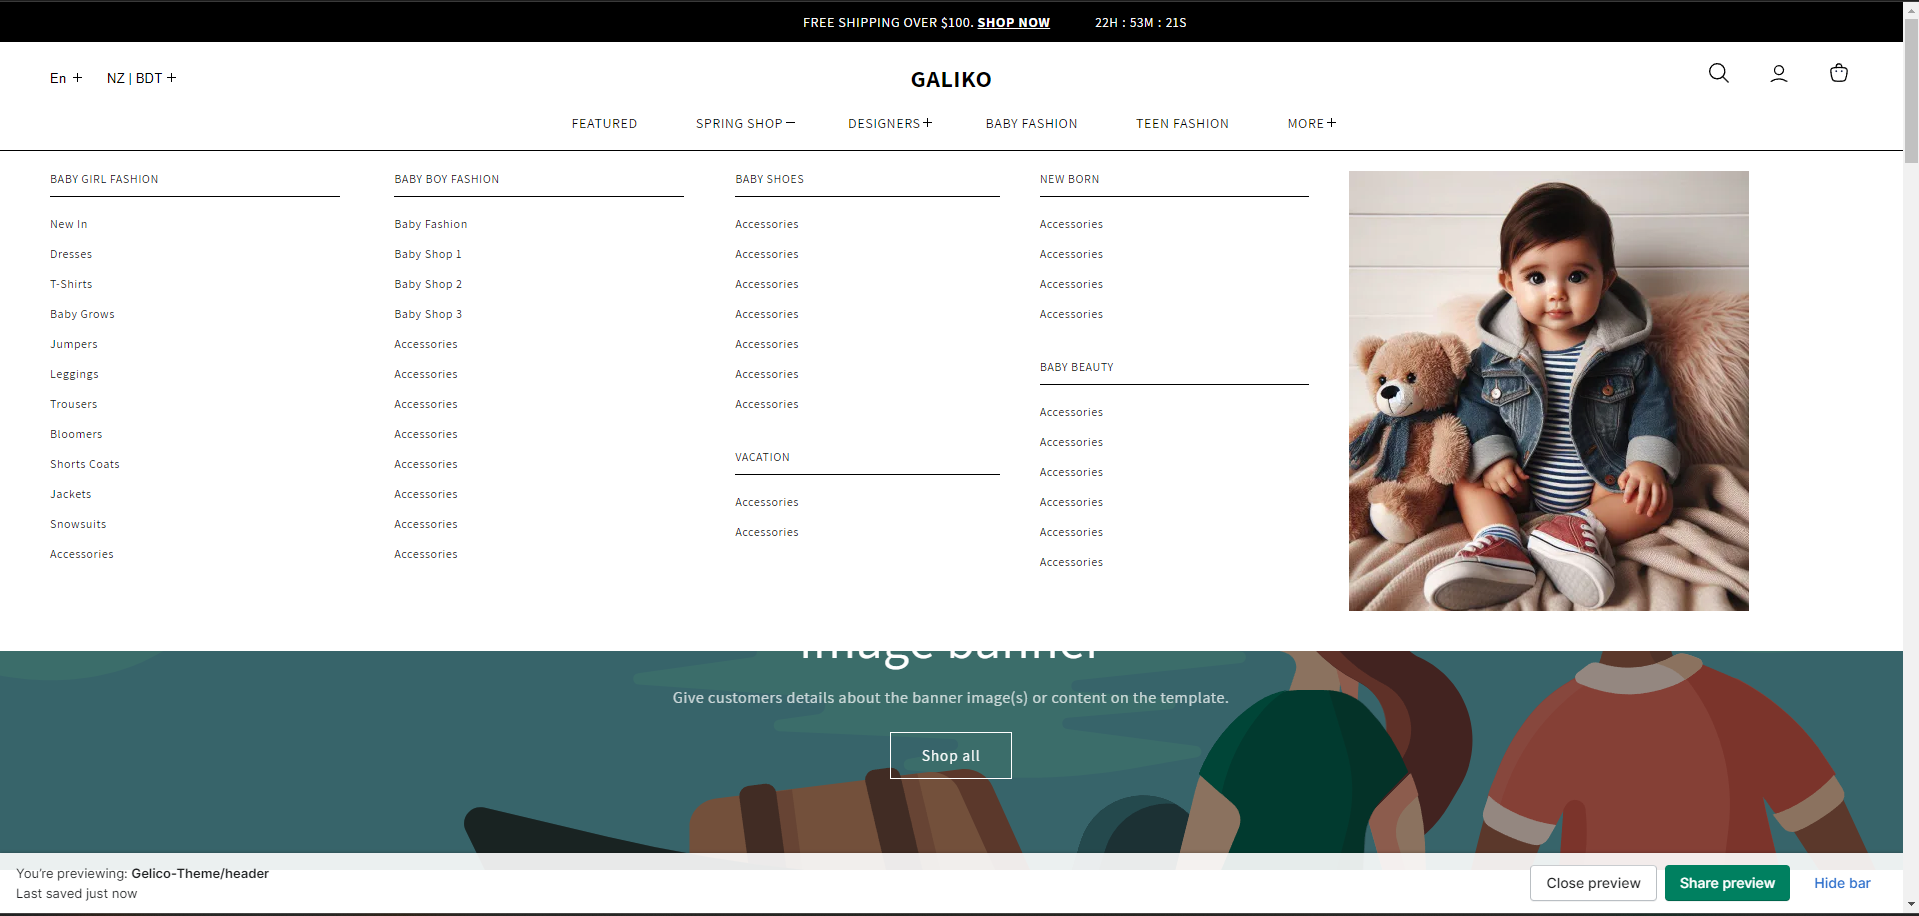 FREE SHIPPING OVER $100. SHOP NOW 22H : 53M : 21S
En + NZ | BDT +
GALIKO
FEATURED SPRING SHOP− DESIGNERS+ BABY FASHION TEEN FASHION MORE+
BABY GIRL FASHION
New In
Dresses
T-Shirts
Baby Grows
Jumpers
Leggings
Trousers
Bloomers
Shorts Coats
Jackets
Snowsuits
Accessories
BABY BOY FASHION
Baby Fashion
Baby Shop 1
Baby Shop 2
Baby Shop 3
Accessories
Accessories
Accessories
Accessories
Accessories
Accessories
Accessories
Accessories
BABY SHOES
Accessories
Accessories
Accessories
Accessories
Accessories
Accessories
Accessories
VACATION
Accessories
Accessories
NEW BORN
Accessories
Accessories
Accessories
Accessories
BABY BEAUTY
Accessories
Accessories
Accessories
Accessories
Accessories
Accessories
Image banner
Give customers details about the banner image(s) or content on the template.
Shop all
You're previewing: Gelico-Theme/header
Last saved just now
Close preview Share preview Hide bar